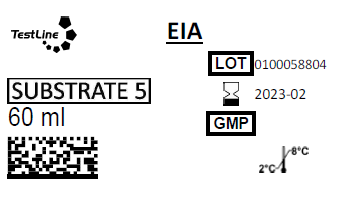 TestLine
EIA
LOT 0100058804
SUBSTRATE 5
2023-02
60 ml
GMP
8°C
2°C